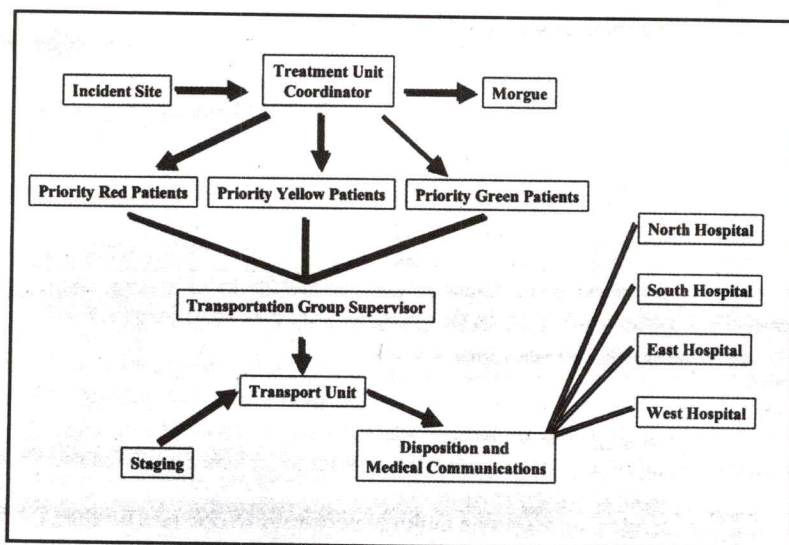 Incident Site
Treatment Unit
Coordinator
Morgue
Priority Red Patients
Priority Yellow Patients
Priority Green Patients
North Hospital
South Hospital
East Hospital
West Hospital
Transportation Group Supervisor
Transport Unit
Staging
Disposition and
Medical Communications